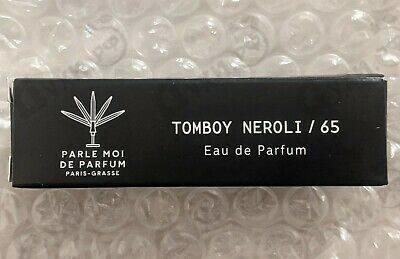 PARLE MOI
DE PARFUM
PARIS-GRASSE
TOMBOY NEROLI / 65
Eau de Parfum